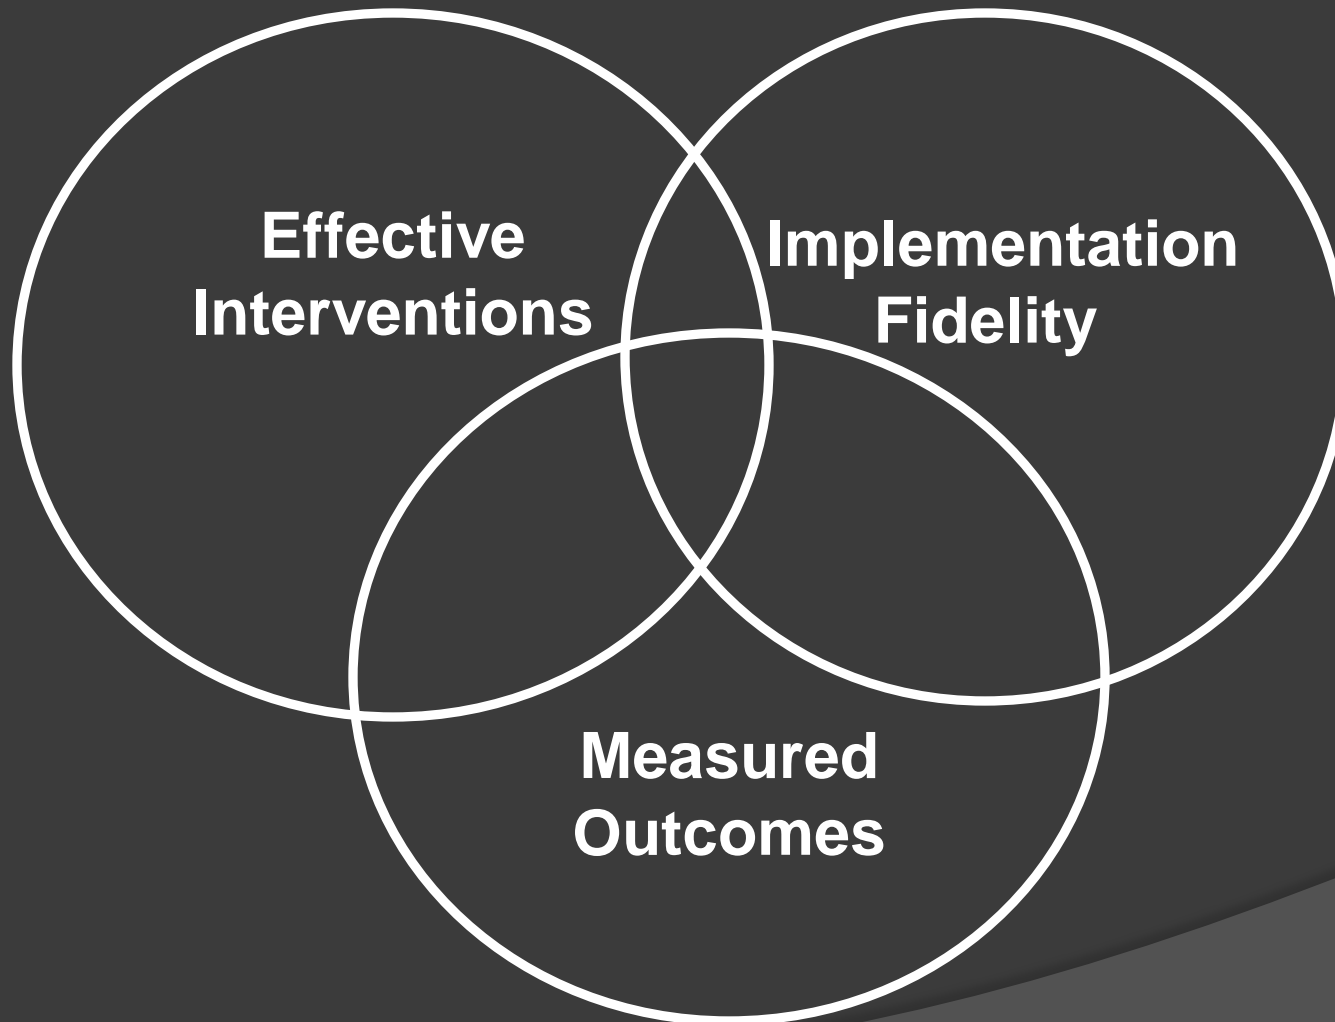 Effective
Interventions
Implementation
Fidelity
Measured
Outcomes